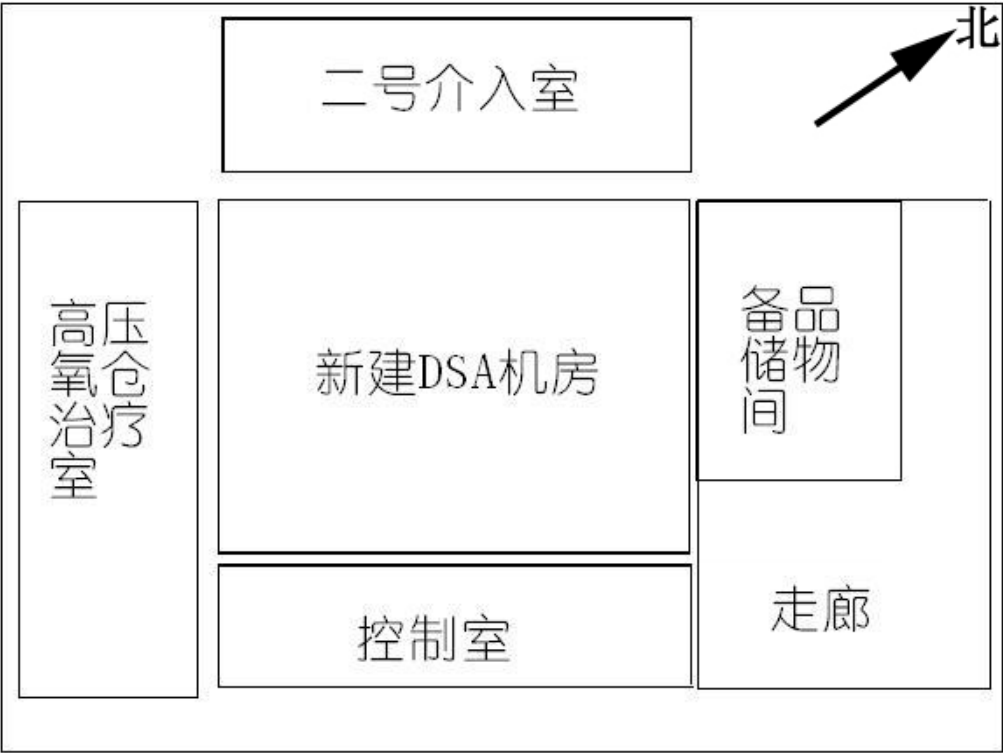 北
二号介入室
高压
氧仓
治疗
室
新建DSA机房
备品
储物
间
控制室
走廊